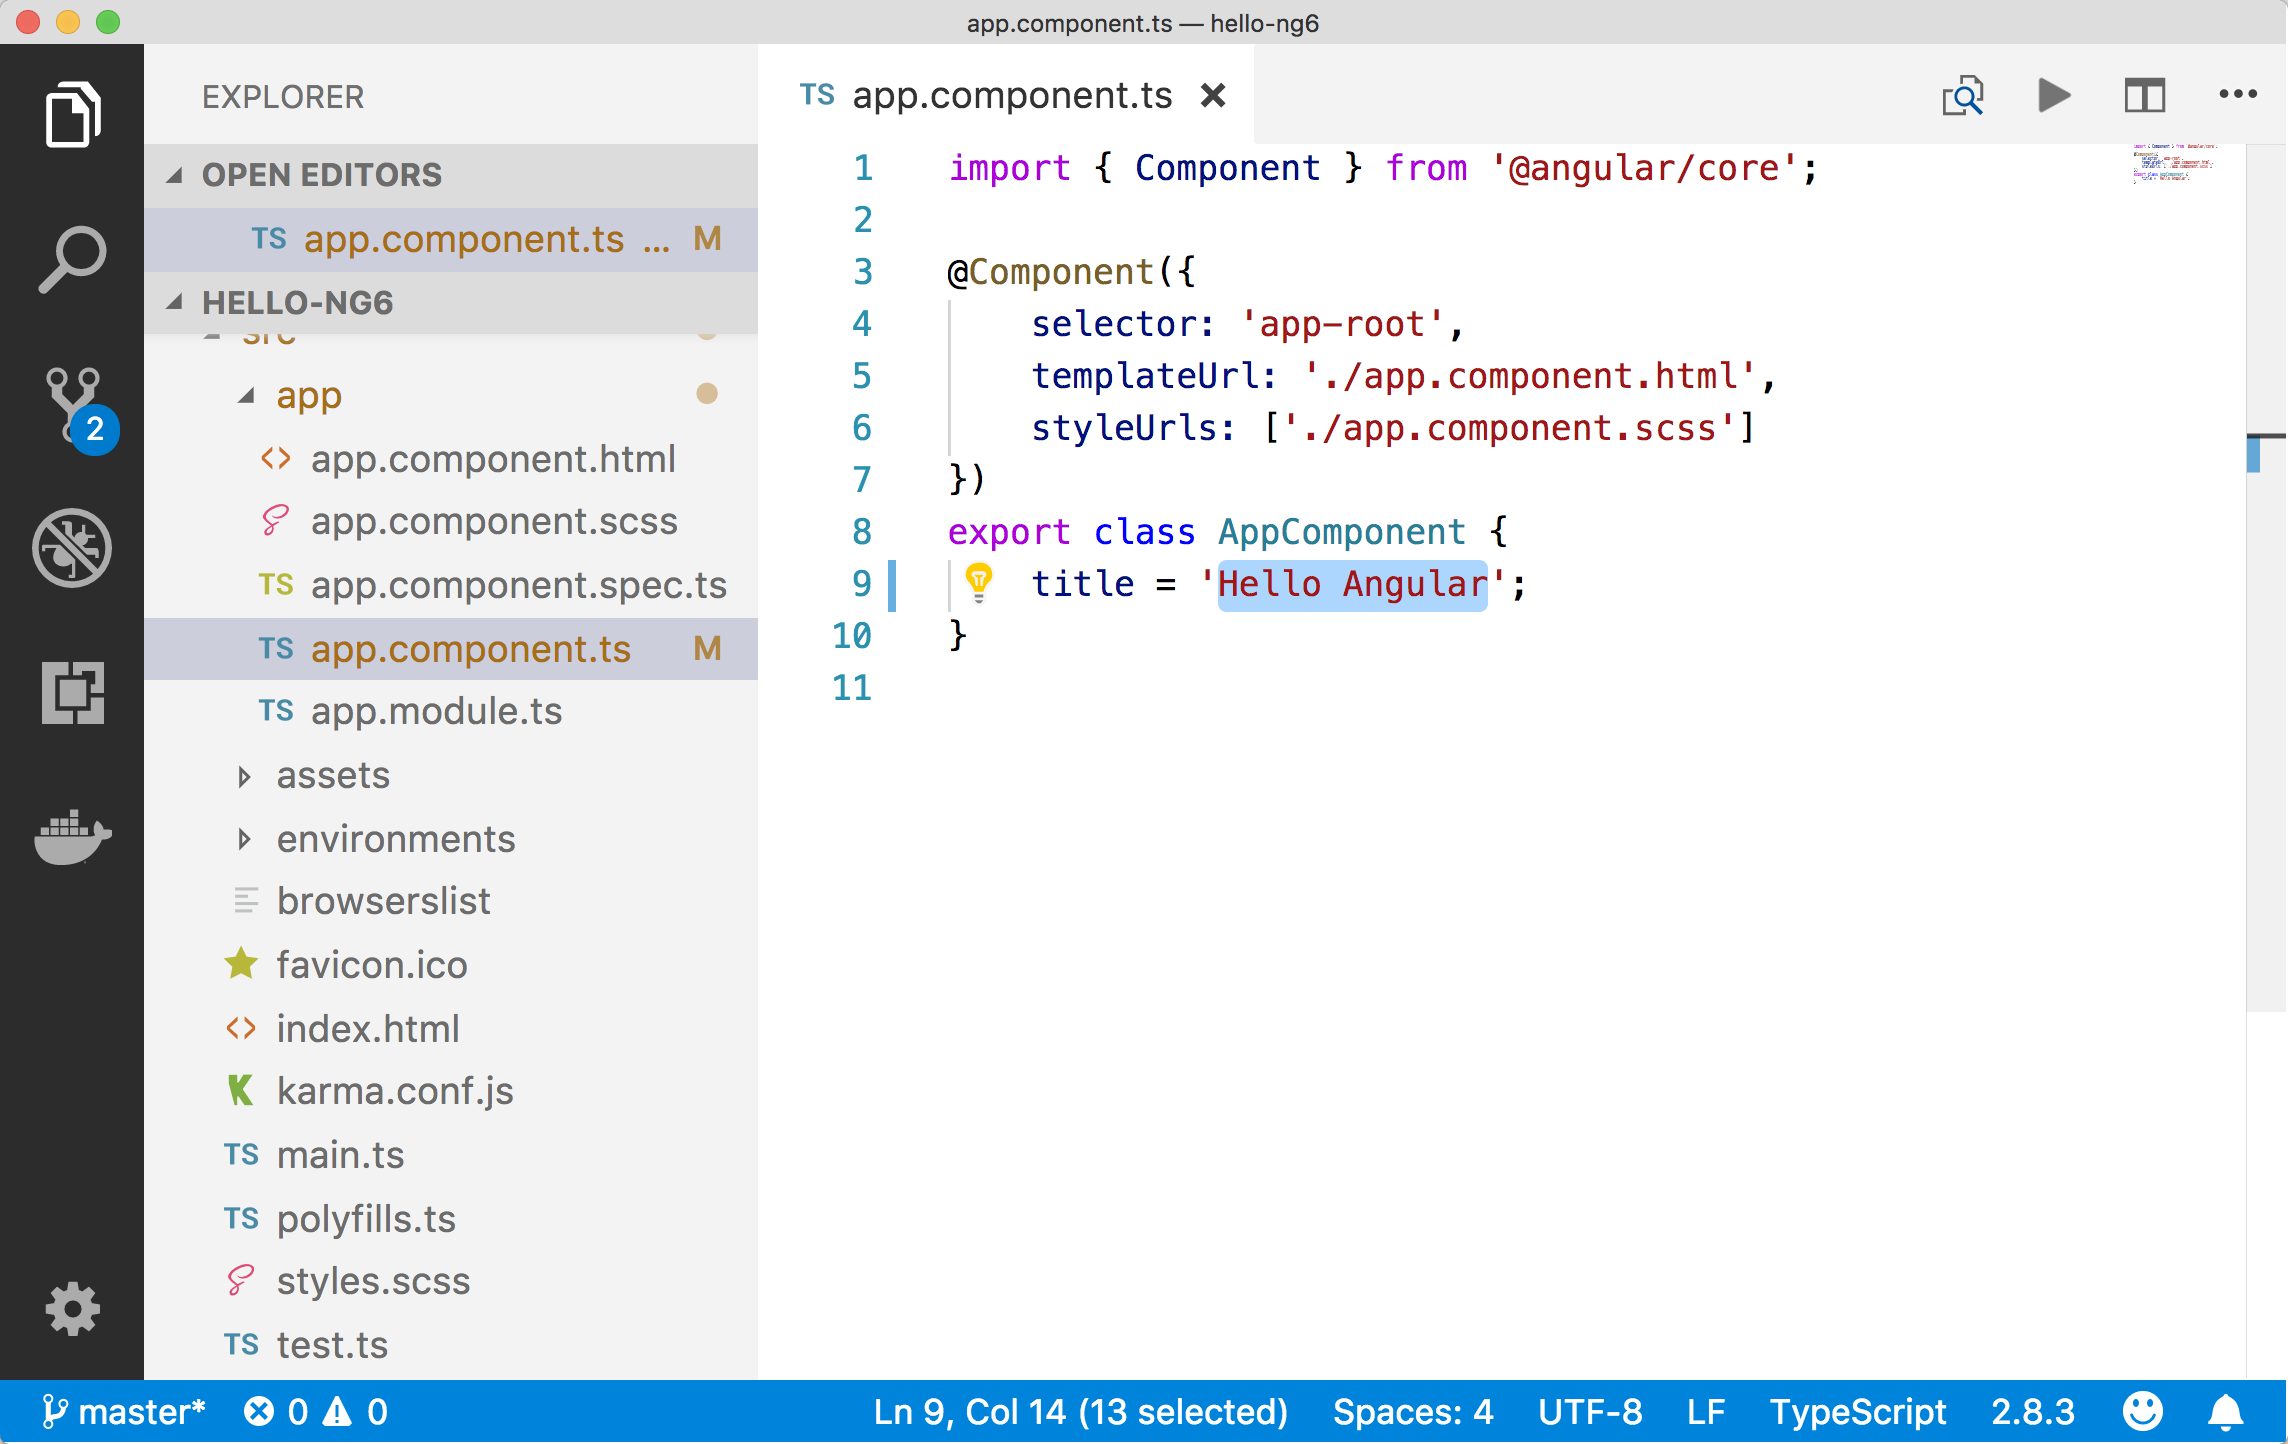 app.component.ts — hello-ng6
EXPLORER
OPEN EDITORS
TS app.component.ts ... M
HELLO-NG6
src
app
<> app.component.html
app.component.scss
TS app.component.spec.ts
TS app.component.ts M
TS app.module.ts
assets
environments
browserslist
favicon.ico
<> index.html
K karma.conf.js
TS main.ts
TS polyfills.ts
styles.scss
TS test.ts
2
TS app.component.ts ×
1 import { Component } from '@angular/core';
2
3 @Component({
4 selector: 'app-root',
5 templateUrl: './app.component.html',
6 styleUrls: ['./app.component.scss']
7 })
8 export class AppComponent {
9 title = 'Hello Angular';
10 }
11
master* 0 0
Ln 9, Col 14 (13 selected) Spaces: 4 UTF-8 LF TypeScript 2.8.3